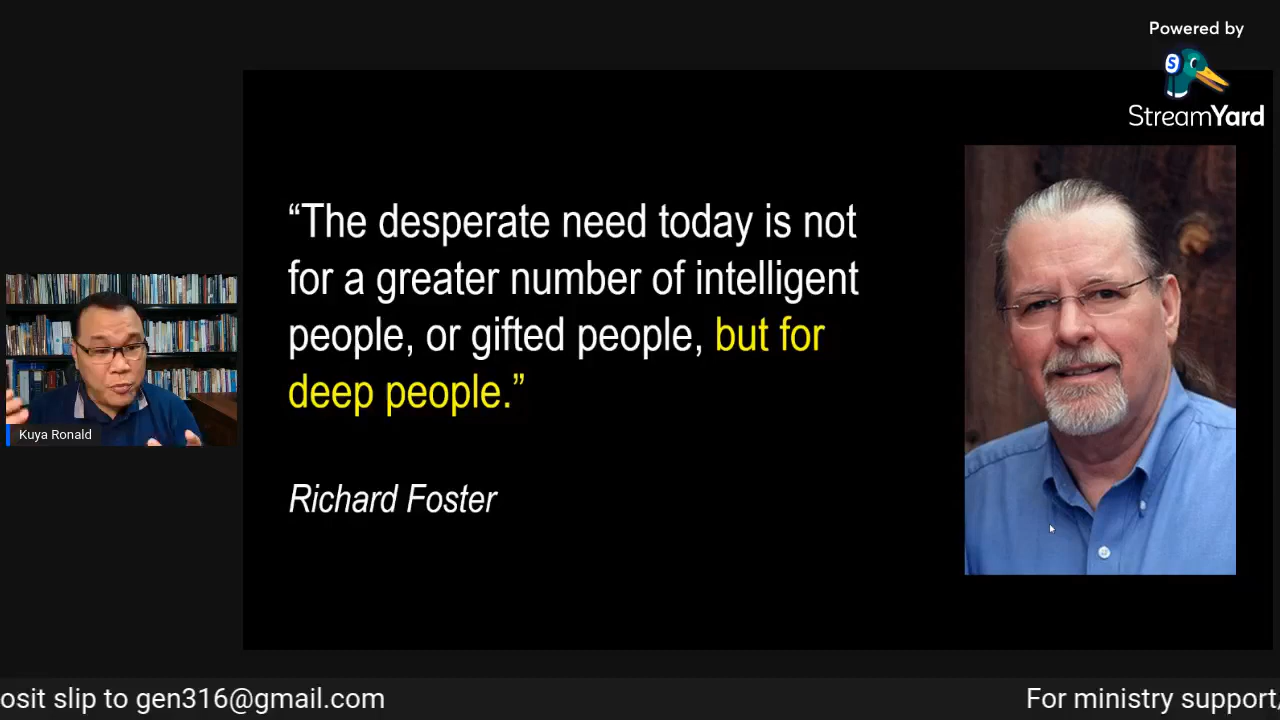 Powered by
StreamYard
“The desperate need today is not
for a greater number of intelligent
people, or gifted people, but for
deep people.”
Richard Foster
Kuya Ronald
osit slip to gen316@gmail.com
For ministry support,